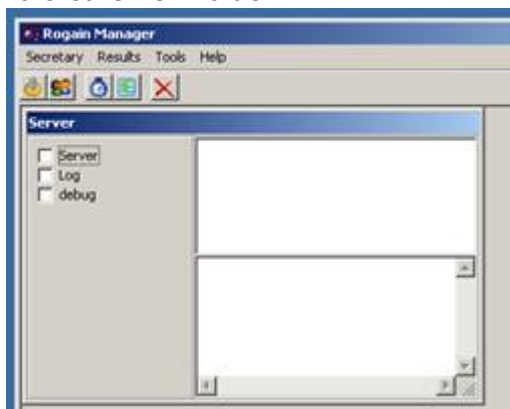 Rogain Manager
Secretary Results Tools Help
Server
Server
Log
debug